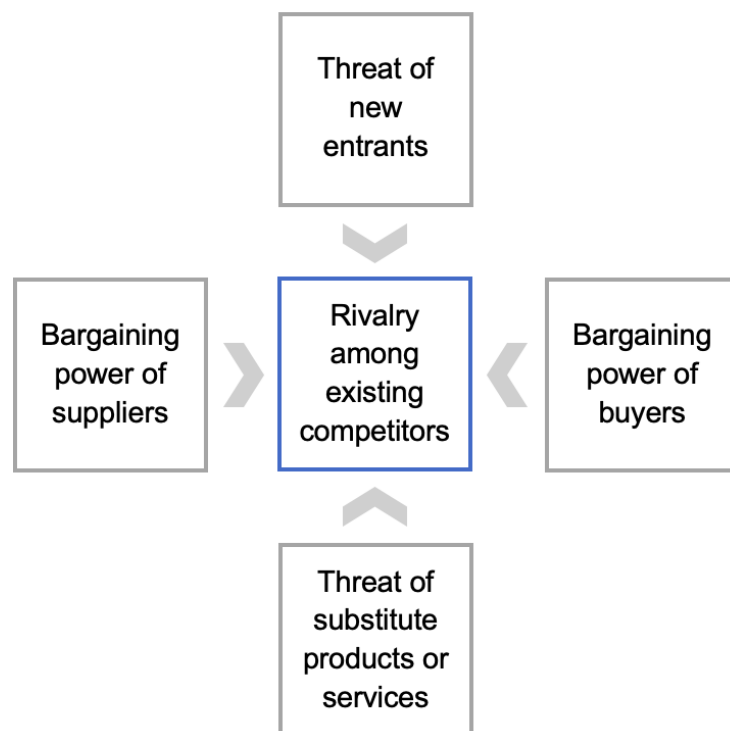 Threat of
new
entrants
Bargaining
power of
suppliers
Rivalry
among
existing
competitors
Bargaining
power of
buyers
Threat of
substitute
products or
services